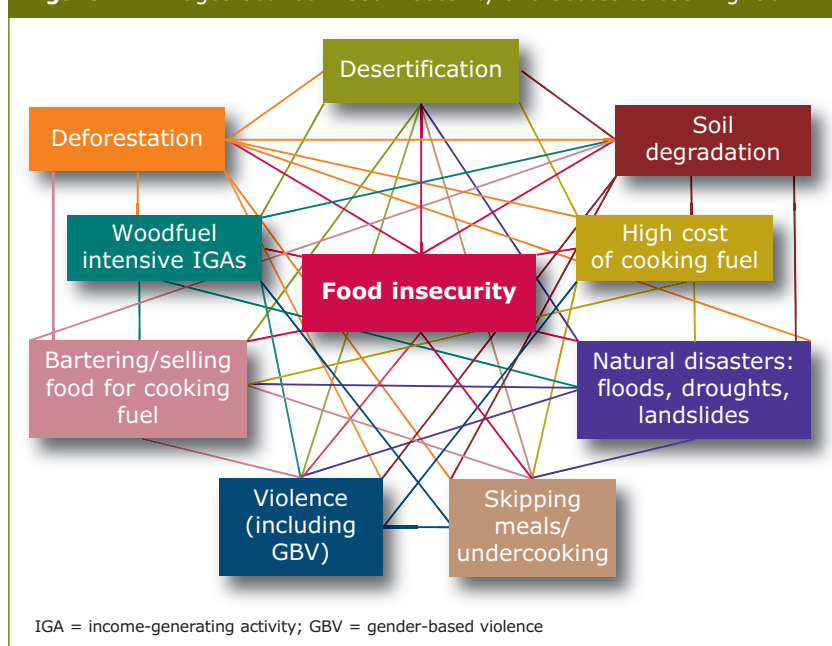 Desertification
Deforestation
Soil
degradation
Woodfuel
intensive IGAs
High cost
of cooking fuel
Food insecurity
Bartering/selling
food for cooking
fuel
Natural disasters:
floods, droughts,
landslides
Violence
(including
GBV)
Skipping
meals/
undercooking
IGA = income-generating activity; GBV = gender-based violence